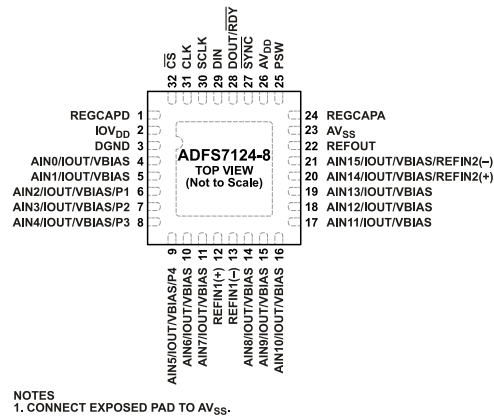 C̅S̅
CLK
SCLK
DIN
DOUT/R̅D̅Y̅
S̅Y̅N̅C̅
AVDD
PSW
32 31 30 29 28 27 26 25
REGCAPD 1
IOVDD 2
DGND 3
AIN0/IOUT/VBIAS 4
AIN1/IOUT/VBIAS 5
AIN2/IOUT/VBIAS/P1 6
AIN3/IOUT/VBIAS/P2 7
AIN4/IOUT/VBIAS/P3 8
ADFS7124-8
TOP VIEW
(Not to Scale)
24 REGCAPA
23 AVSS
22 REFOUT
21 AIN15/IOUT/VBIAS/REFIN2(–)
20 AIN14/IOUT/VBIAS/REFIN2(+)
19 AIN13/IOUT/VBIAS
18 AIN12/IOUT/VBIAS
17 AIN11/IOUT/VBIAS
9 10 11 12 13 14 15 16
AIN5/IOUT/VBIAS/P4
AIN6/IOUT/VBIAS
AIN7/IOUT/VBIAS
REFIN1(+)
REFIN1(–)
AIN8/IOUT/VBIAS
AIN9/IOUT/VBIAS
AIN10/IOUT/VBIAS
NOTES
1. CONNECT EXPOSED PAD TO AVSS.